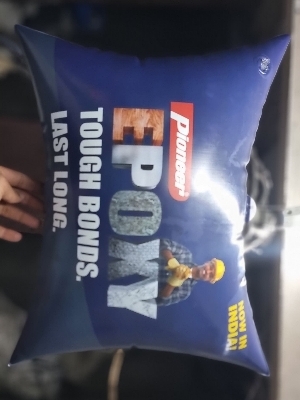 Pioneer
EPOXY
TOUGH BONDS.
LAST LONG.
NOW IN
INDIA!